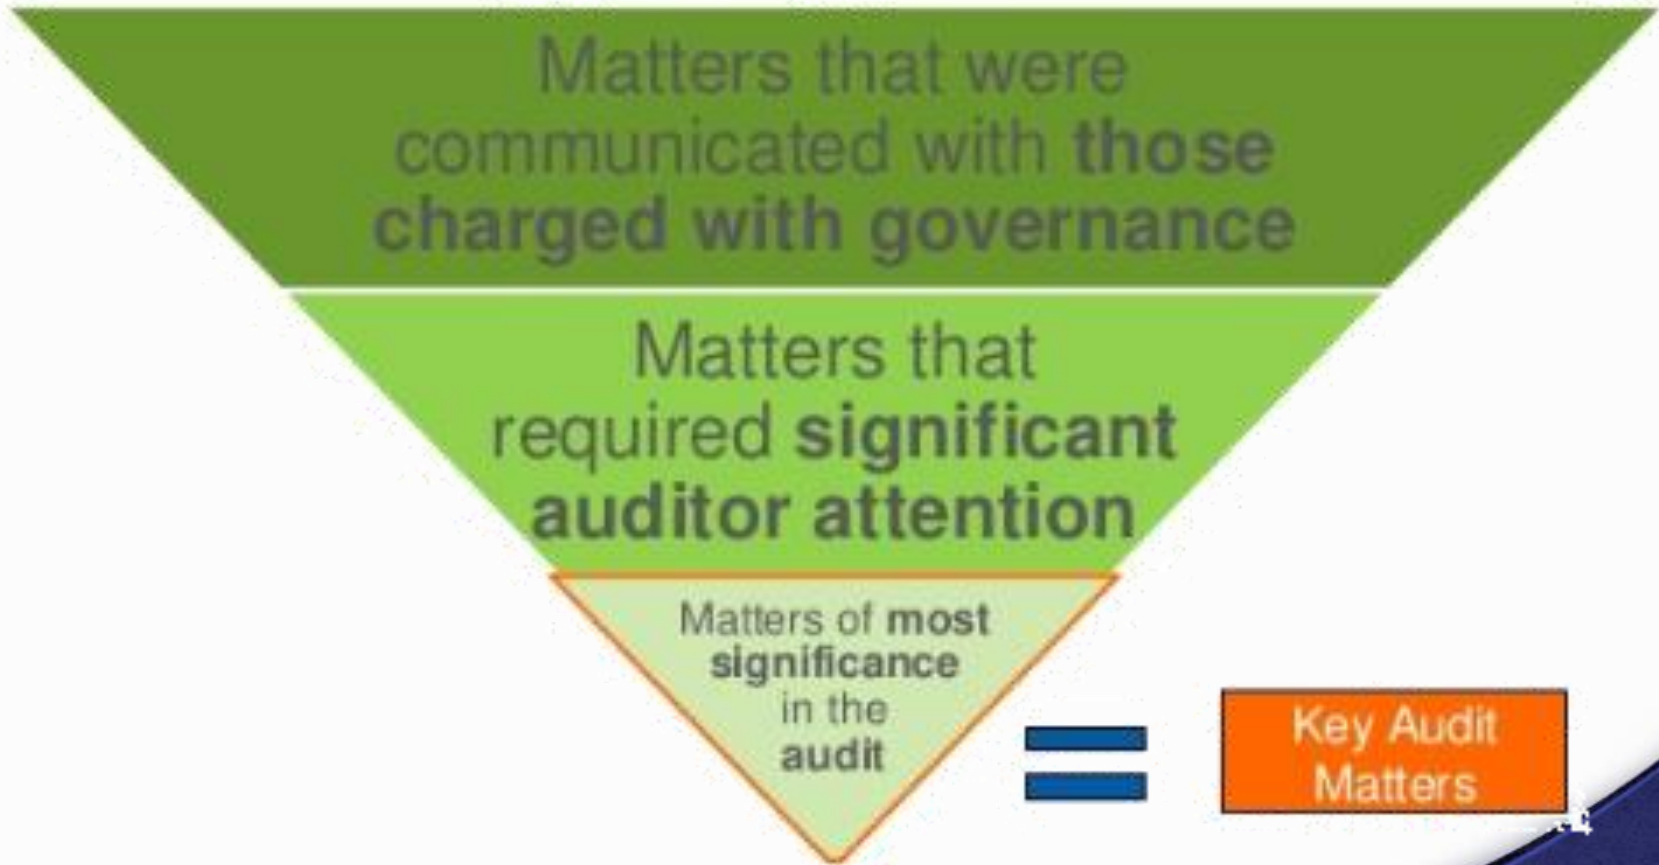 Matters that were
communicated with those
charged with governance
Matters that
required significant
auditor attention
Matters of most
significance
in the
audit
Key Audit
Matters